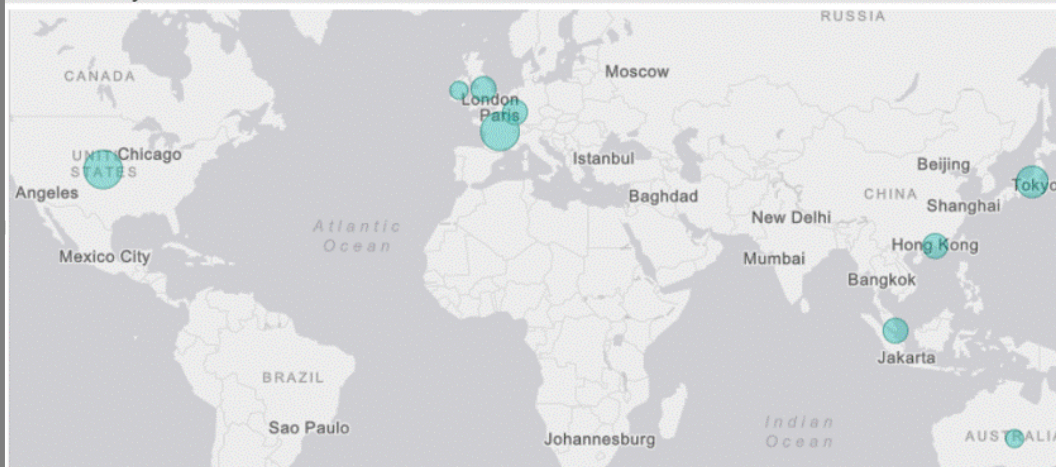 RUSSIA
CANADA
Moscow
London
Paris
UNITED
STATES
Chicago
Istanbul
Beijing
Tokyo
Angeles
Baghdad
CHINA
Shanghai
New Delhi
Atlantic
Ocean
Hong Kong
Mexico City
Mumbai
Bangkok
Jakarta
BRAZIL
Sao Paulo
Indian
Ocean
Johannesburg
AUSTRALIA